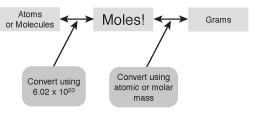 Atoms
or Molecules
Moles!
Grams
Convert using
6.02 x 10²³
Convert using
atomic or molar
mass